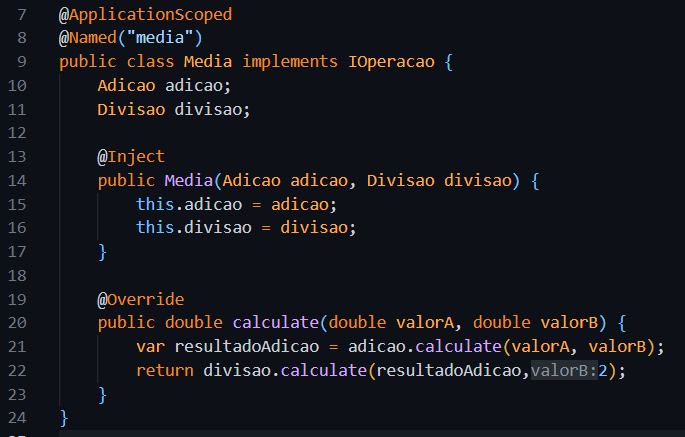 7 @ApplicationScoped
8 @Named("media")
9 public class Media implements IOperacao {
10     Adicao adicao;
11     Divisao divisao;
12
13     @Inject
14     public Media(Adicao adicao, Divisao divisao) {
15         this.adicao = adicao;
16         this.divisao = divisao;
17     }
18
19     @Override
20     public double calculate(double valorA, double valorB) {
21         var resultadoAdicao = adicao.calculate(valorA, valorB);
22         return divisao.calculate(resultadoAdicao,valorB:2);
23     }
24 }